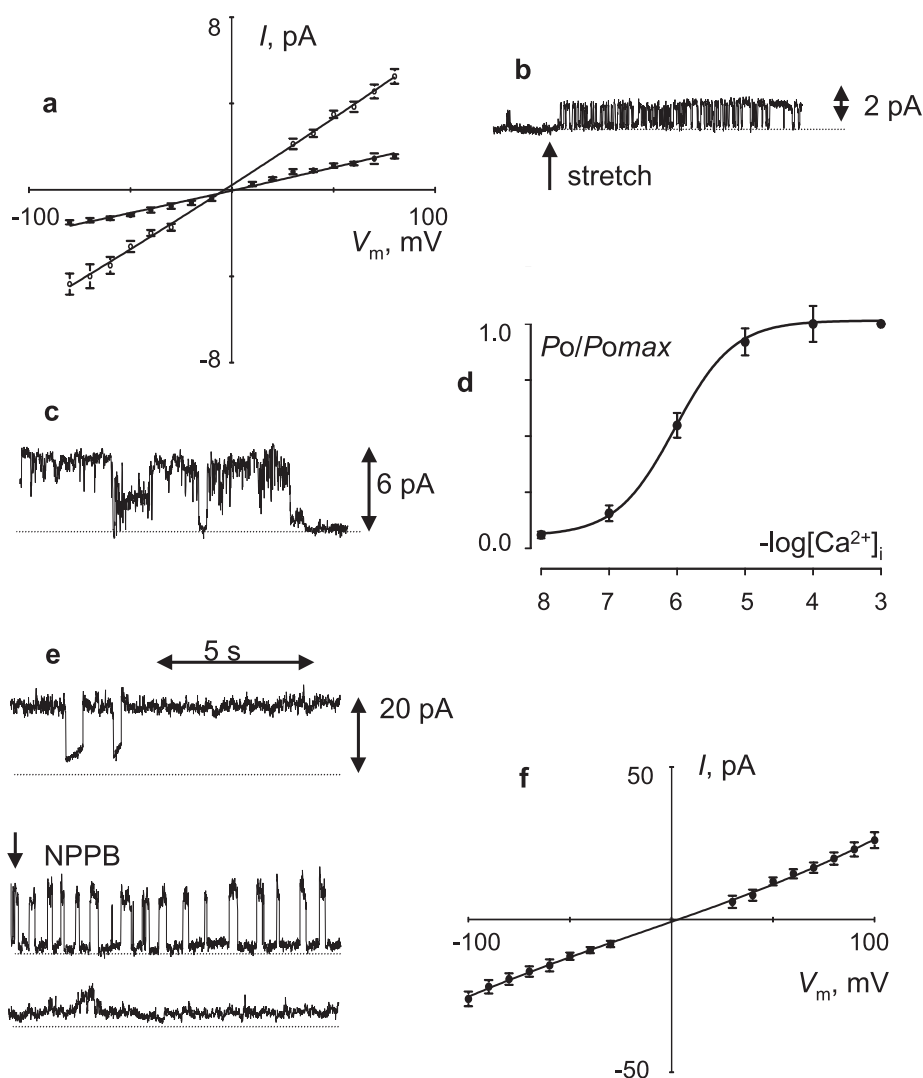 8
I, pA
a
-100
100
Vm, mV
-8
b
2 pA
stretch
c
6 pA
d
1.0
Po/Pomax
0.0
-log[Ca²⁺]i
8 7 6 5 4 3
e
5 s
20 pA
NPPB
f
50
I, pA
-100
100
Vm, mV
-50